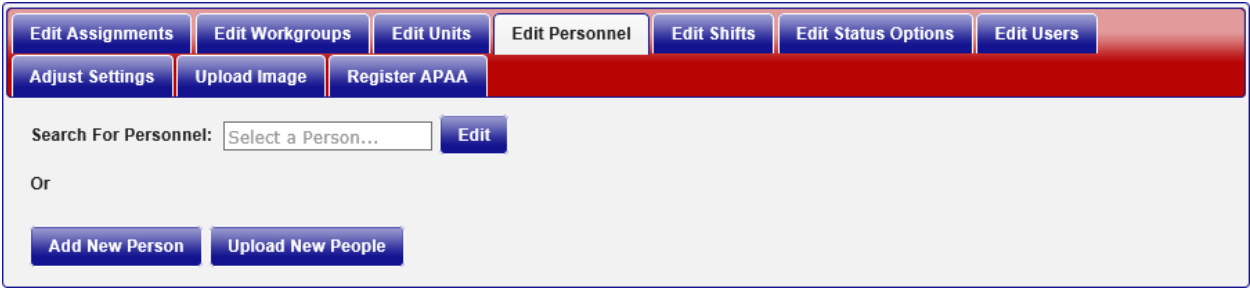 Edit Assignments Edit Workgroups Edit Units Edit Personnel Edit Shifts Edit Status Options Edit Users
Adjust Settings Upload Image Register APAA
Search For Personnel: Select a Person... Edit
Or
Add New Person Upload New People